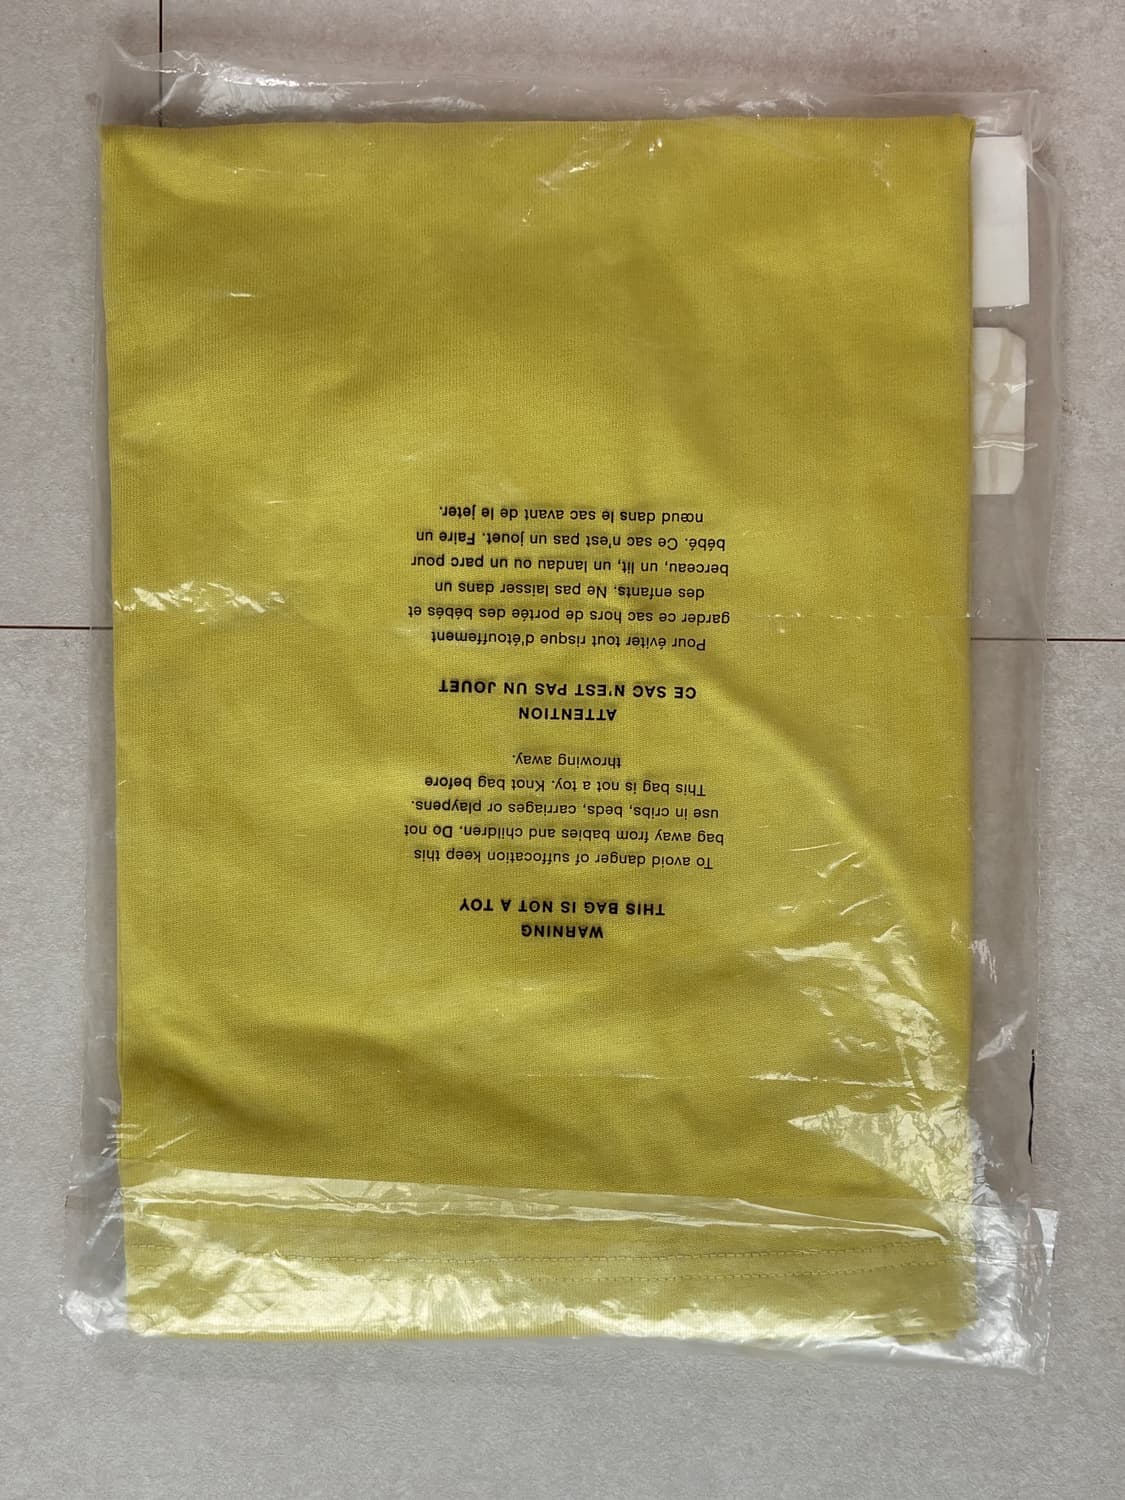 WARNING
THIS BAG IS NOT A TOY
To avoid danger of suffocation keep this
bag away from babies and children. Do not
use in cribs, beds, carriages or playpens.
This bag is not a toy. Knot bag before
throwing away.
ATTENTION
CE SAC N'EST PAS UN JOUET
Pour éviter tout risque d'étouffement
garder ce sac hors de portée des bébés et
des enfants. Ne pas laisser dans un
berceau, un lit, un landau ou un parc pour
bébé. Ce sac n'est pas un jouet. Faire un
nœud dans le sac avant de le jeter.